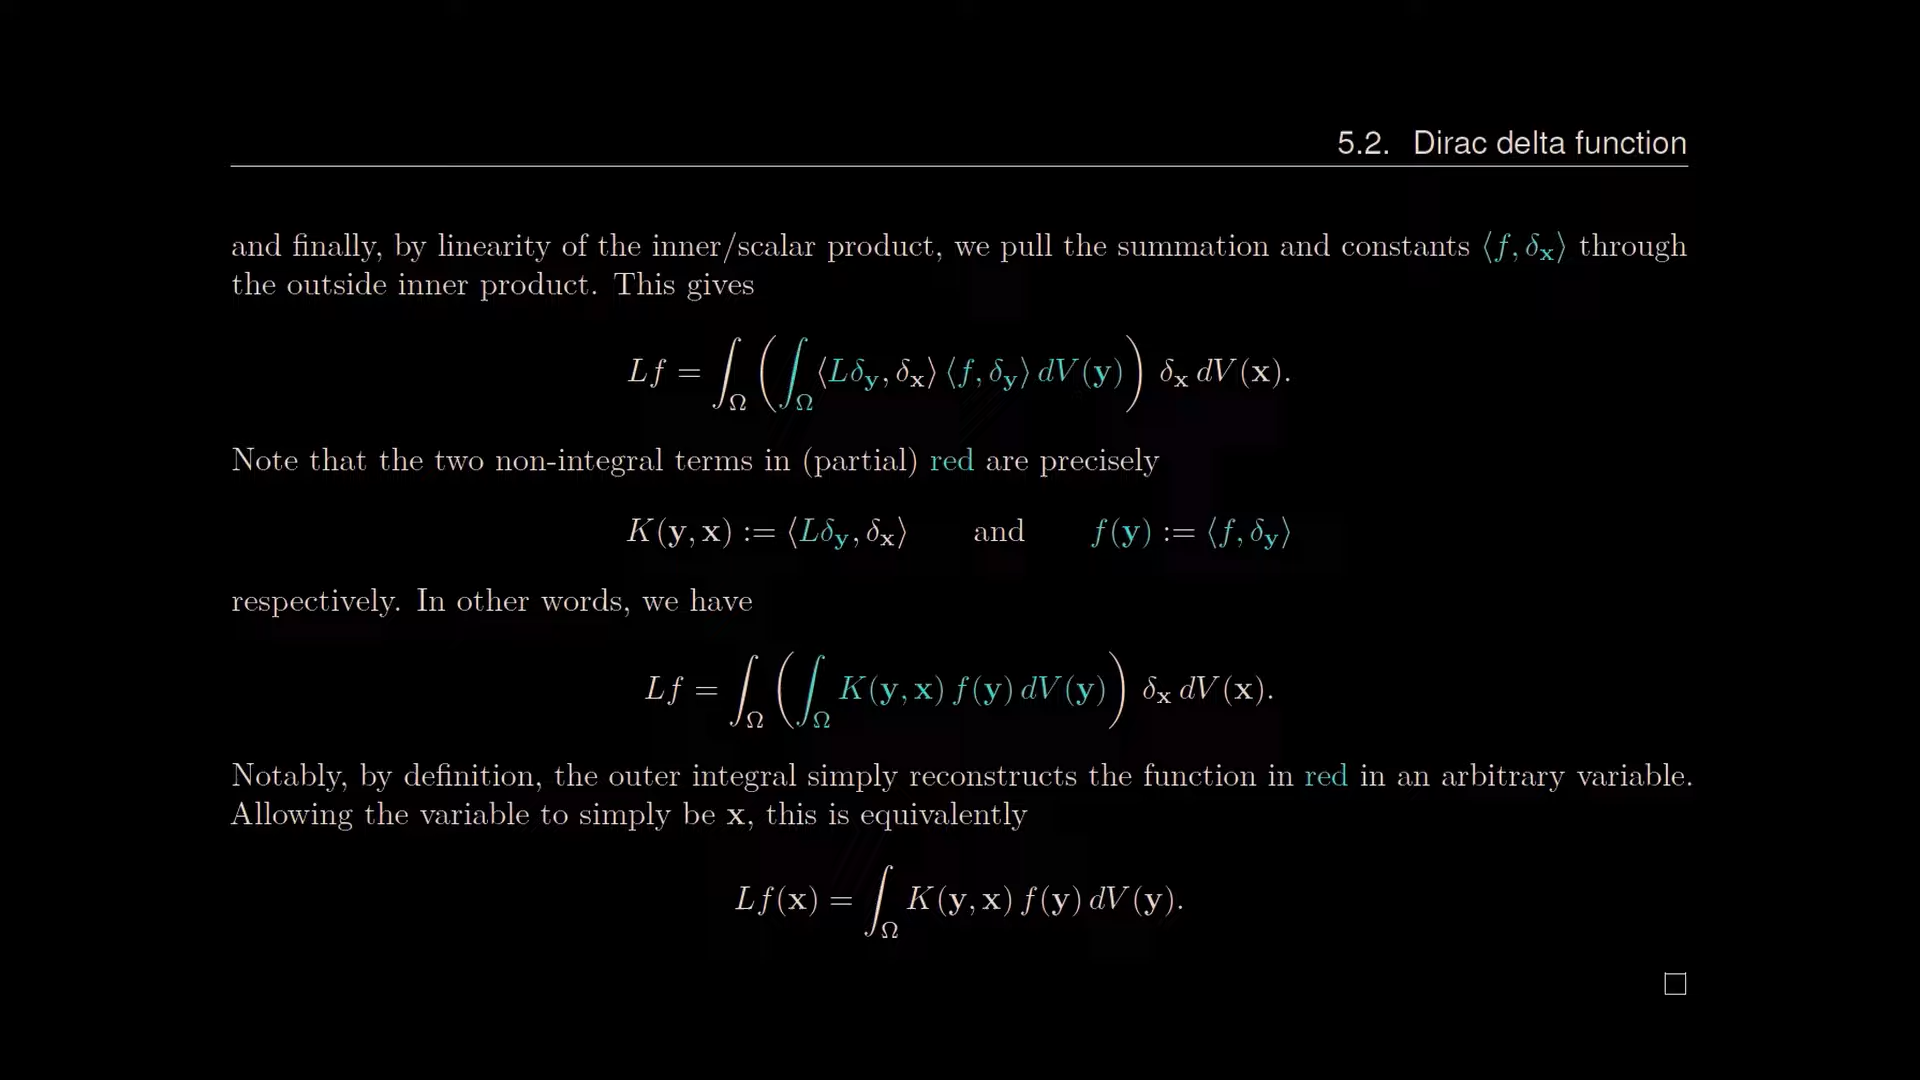 5.2. Dirac delta function
and finally, by linearity of the inner/scalar product, we pull the summation and constants ⟨f, δ𝐱⟩ through
the outside inner product. This gives
Lf = ∫_Ω ( ∫_Ω ⟨Lδ_𝐲, δ_𝐱⟩ ⟨f, δ_𝐲⟩ dV(𝐲) ) δ_𝐱 dV(𝐱).
Note that the two non-integral terms in (partial) red are precisely
K(𝐲, 𝐱) := ⟨Lδ_𝐲, δ_𝐱⟩ and f(𝐲) := ⟨f, δ_𝐲⟩
respectively. In other words, we have
Lf = ∫_Ω ( ∫_Ω K(𝐲, 𝐱) f(𝐲) dV(𝐲) ) δ_𝐱 dV(𝐱).
Notably, by definition, the outer integral simply reconstructs the function in red in an arbitrary variable.
Allowing the variable to simply be 𝐱, this is equivalently
Lf(𝐱) = ∫_Ω K(𝐲, 𝐱) f(𝐲) dV(𝐲).
□